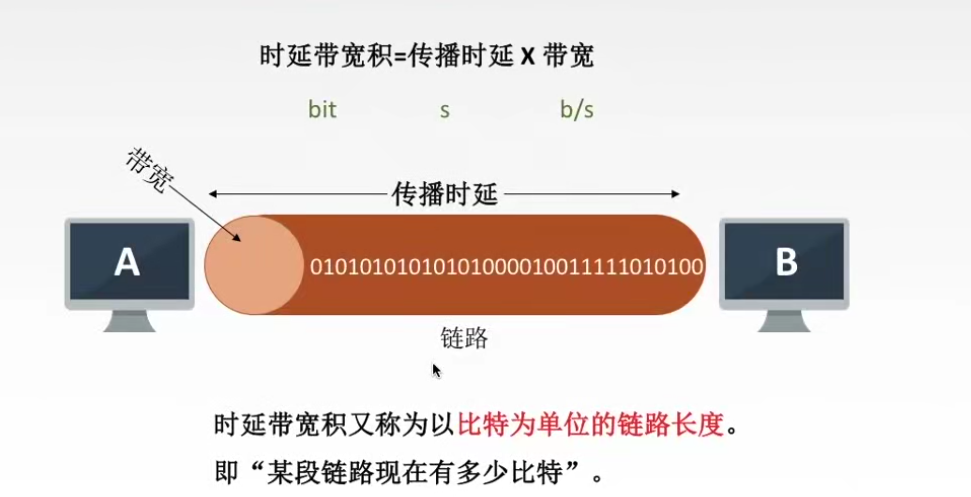 时延带宽积=传播时延 X 带宽
bit s b/s
带宽
传播时延
A
0101010101010100001001111101010​0
B
链路
时延带宽积又称为以比特为单位的链路长度。
即“某段链路现在有多少比特”。